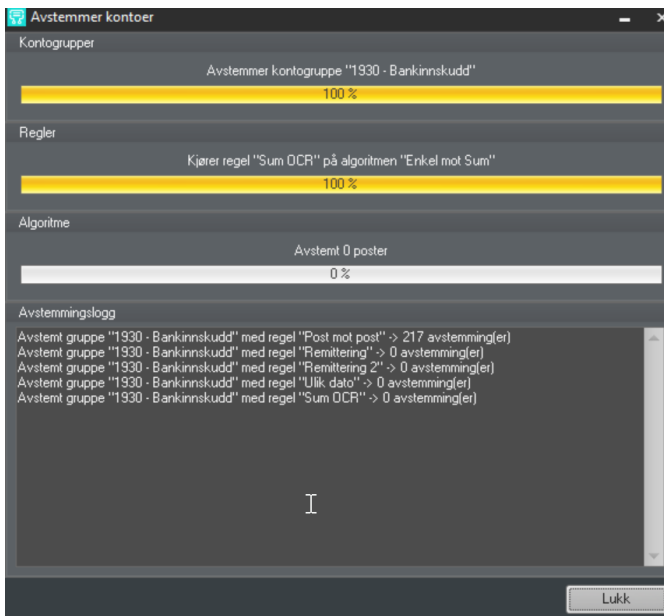 Avstemmer kontoer
Kontogrupper
Avstemmer kontogruppe "1930 - Bankinnskudd"
100 %
Regler
Kjører regel "Sum OCR" på algoritmen "Enkel mot Sum"
100 %
Algoritme
Avstemt 0 poster
0 %
Avstemmingslogg
Avstemt gruppe "1930 - Bankinnskudd" med regel "Post mot post" -> 217 avstemming(er)
Avstemt gruppe "1930 - Bankinnskudd" med regel "Remittering" -> 0 avstemming(er)
Avstemt gruppe "1930 - Bankinnskudd" med regel "Remittering 2" -> 0 avstemming(er)
Avstemt gruppe "1930 - Bankinnskudd" med regel "Ulik dato" -> 0 avstemming(er)
Avstemt gruppe "1930 - Bankinnskudd" med regel "Sum OCR" -> 0 avstemming(er)
Lukk